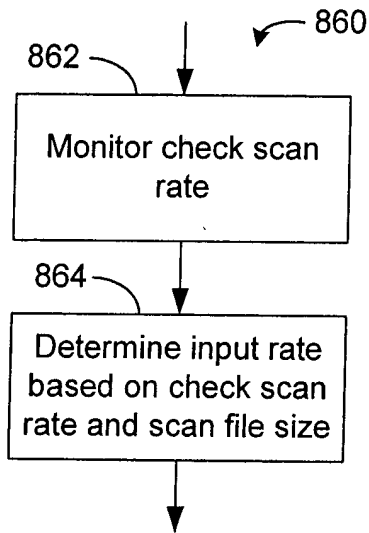 860
862
Monitor check scan
rate
864
Determine input rate
based on check scan
rate and scan file size